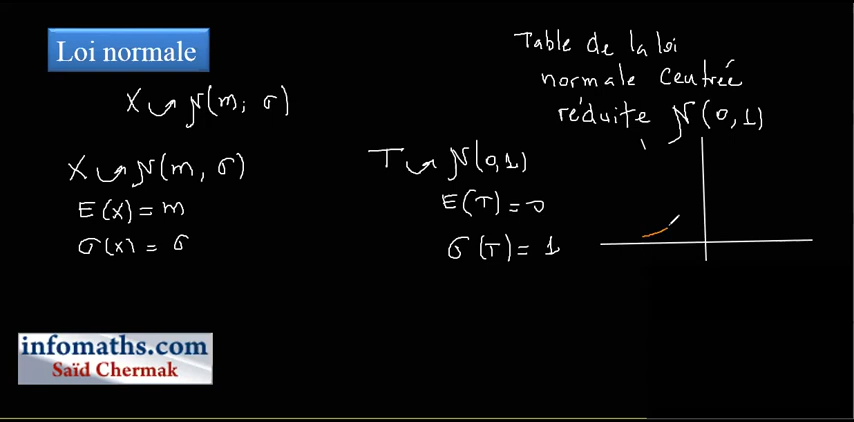 Loi normale
X ↝ N(m; σ)
X ↝ N(m, σ)
E(X) = m
σ(X) = σ
T ↝ N(0,1)
E(T) = 0
σ(T) = 1
Table de la loi
normale centrée
réduite N(0,1)
infomaths.com
Saïd Chermak